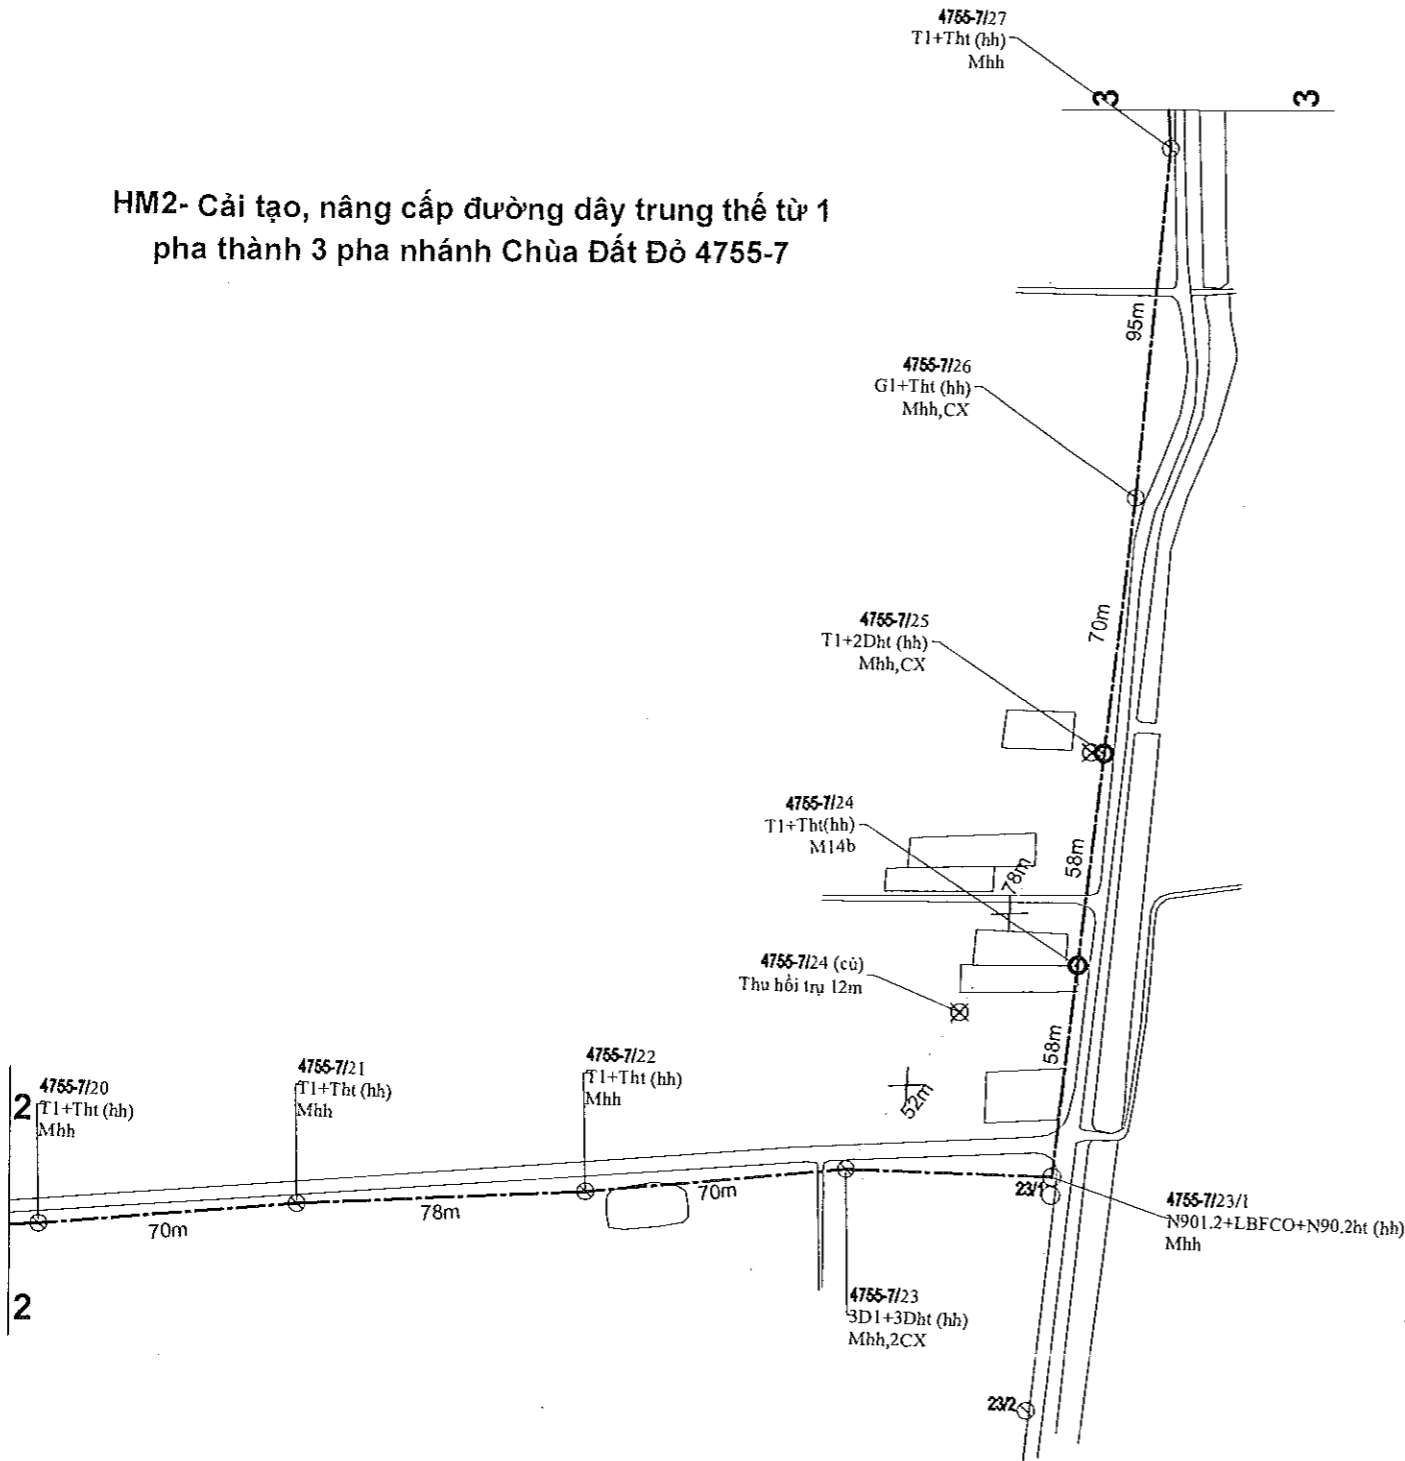 4755-7/27
T1+Tht (hh)
Mhh
3
3
HM2- Cải tạo, nâng cấp đường dây trung thế từ 1
pha thành 3 pha nhánh Chùa Đất Đỏ 4755-7
95m
4755-7/26
G1+Tht (hh)
Mhh,CX
70m
4755-7/25
T1+2Dht (hh)
Mhh,CX
4755-7/24
T1+Tht(hh)
M14b
58m
78m
4755-7/24 (cũ)
Thu hồi trụ 12m
58m
52m
2
4755-7/20
T1+Tht (hh)
Mhh
4755-7/21
T1+Tht (hh)
Mhh
4755-7/22
T1+Tht (hh)
Mhh
70m
78m
70m
23/1
4755-7/23/1
N901.2+LBFCO+N90.2ht (hh)
Mhh
2
4755-7/23
3D1+3Dht (hh)
Mhh,2CX
23/2